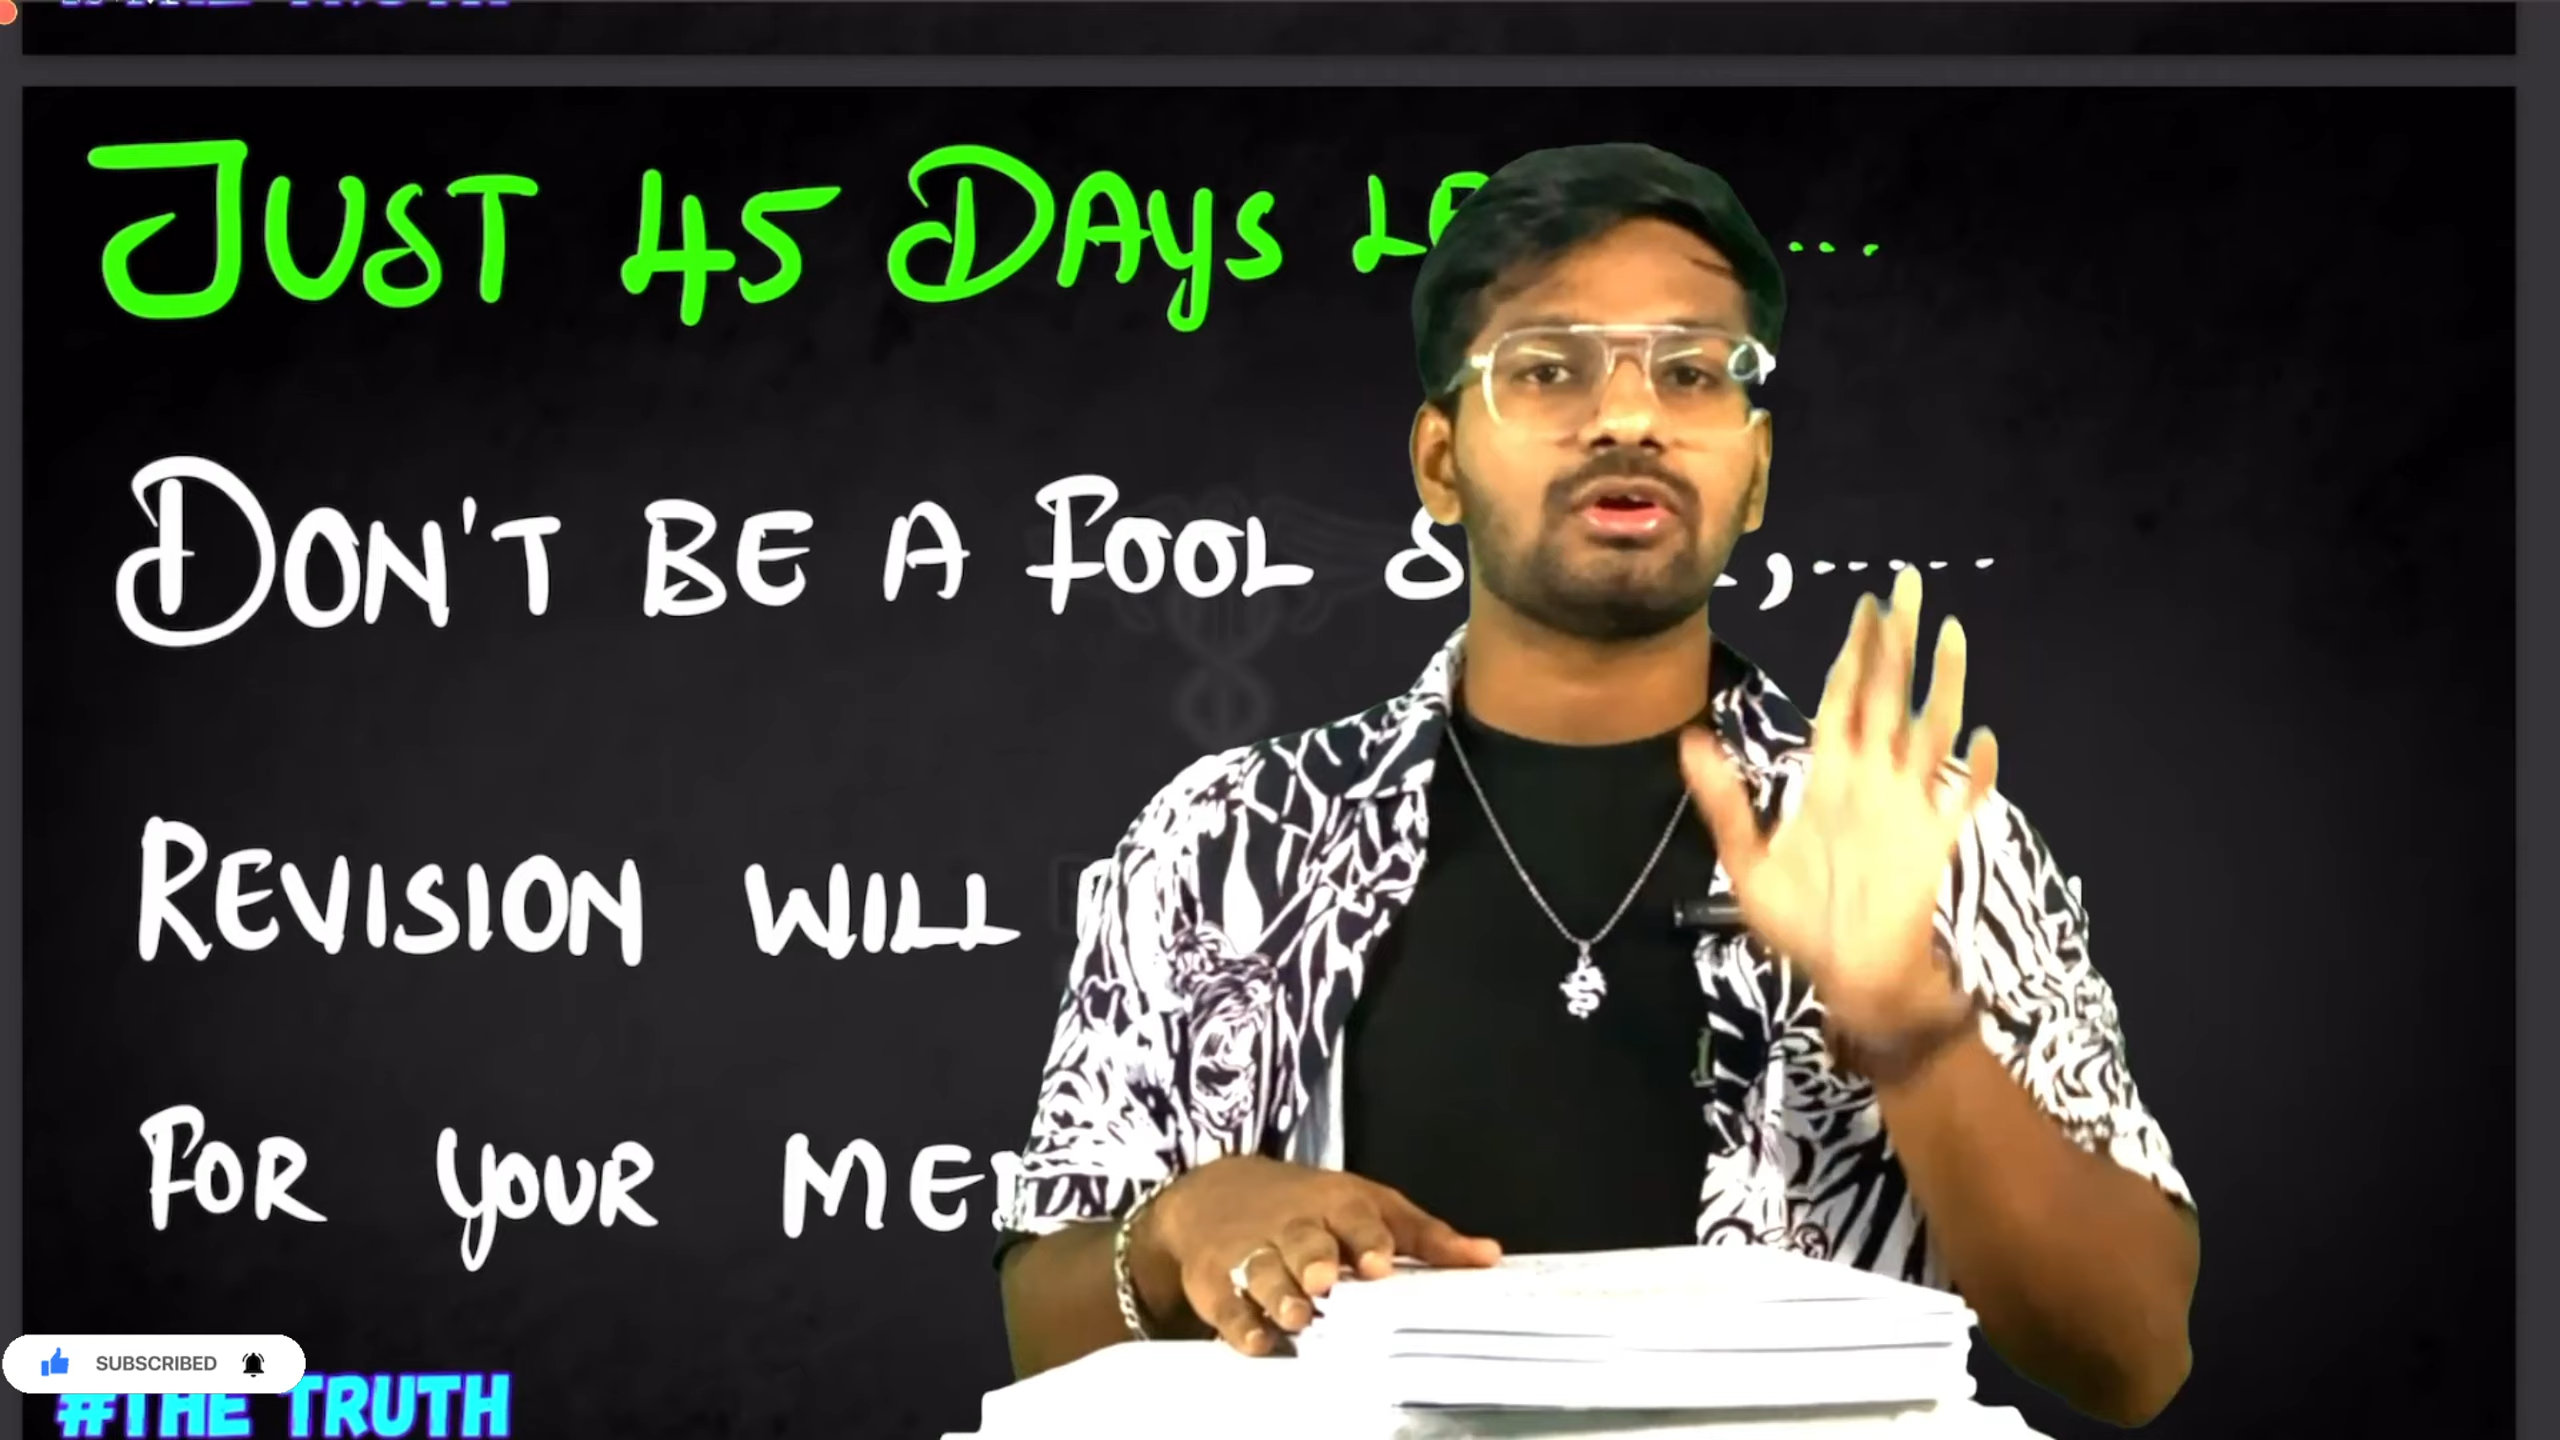 JUST 45 DAYS
DON'T BE A FOOL
REVISION WILL
FOR YOUR
SUBSCRIBED
#THE TRUTH